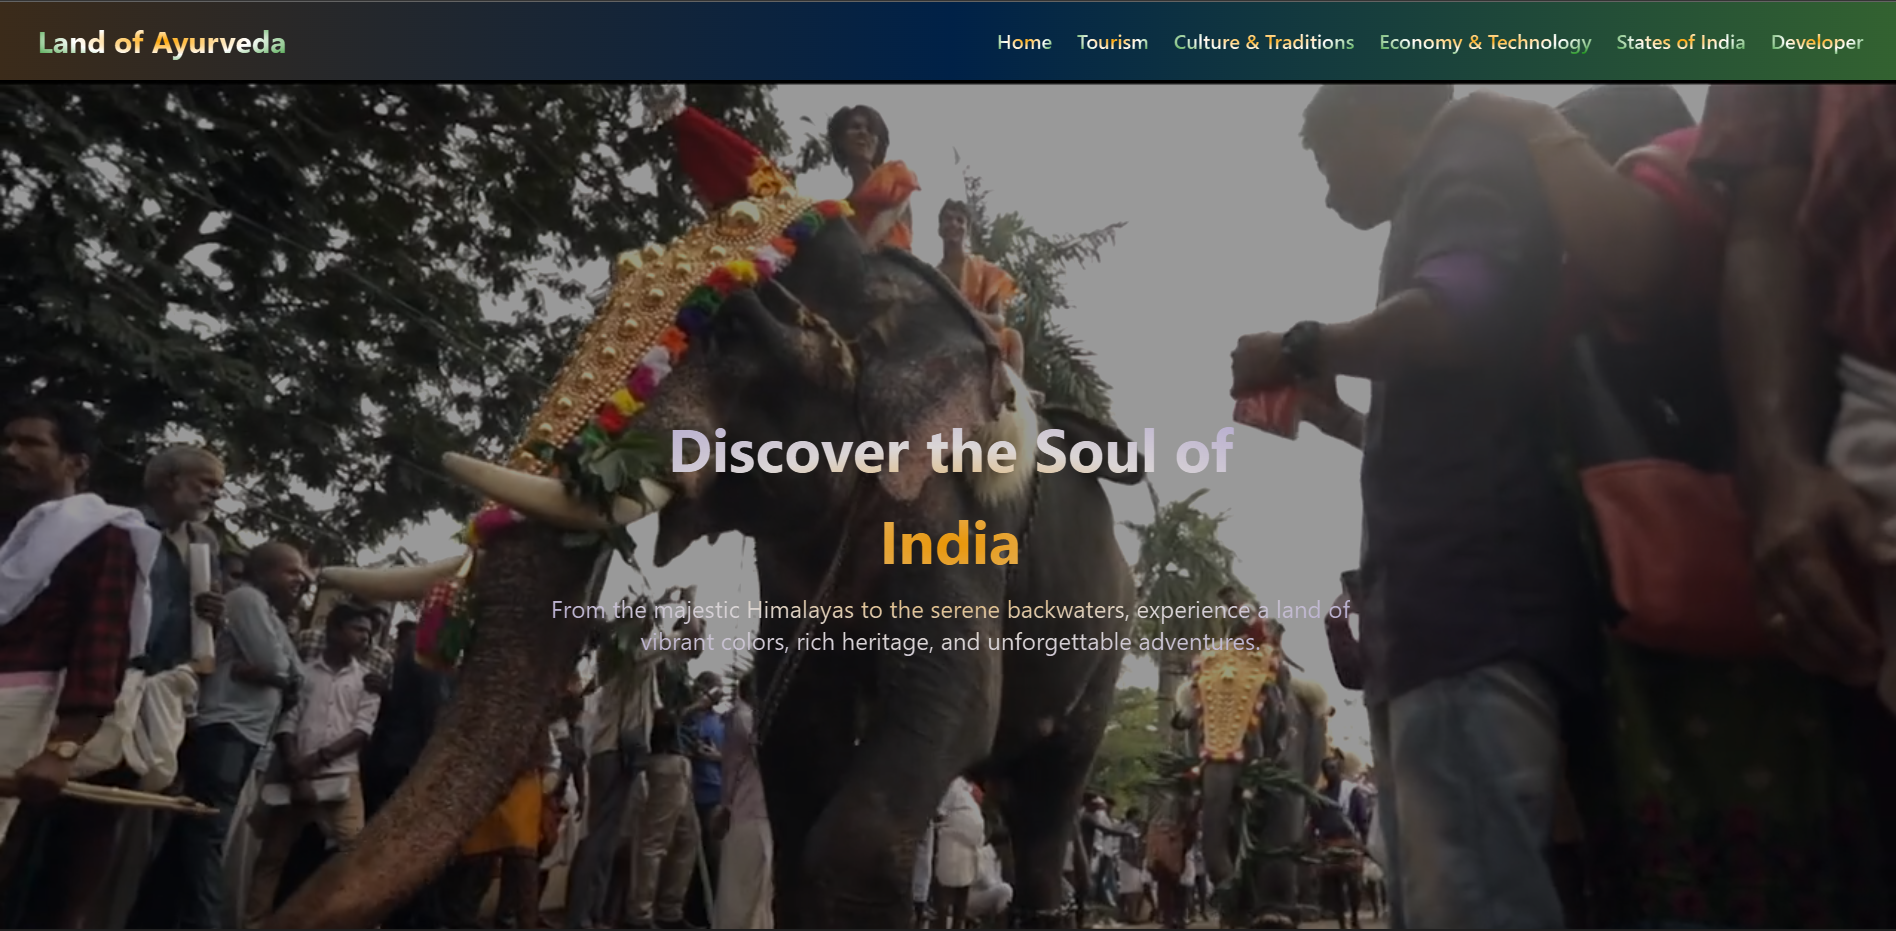 Land of Ayurveda
Home Tourism Culture & Traditions Economy & Technology States of India Developer
Discover the Soul of
India
From the majestic Himalayas to the serene backwaters, experience a land of
vibrant colors, rich heritage, and unforgettable adventures.